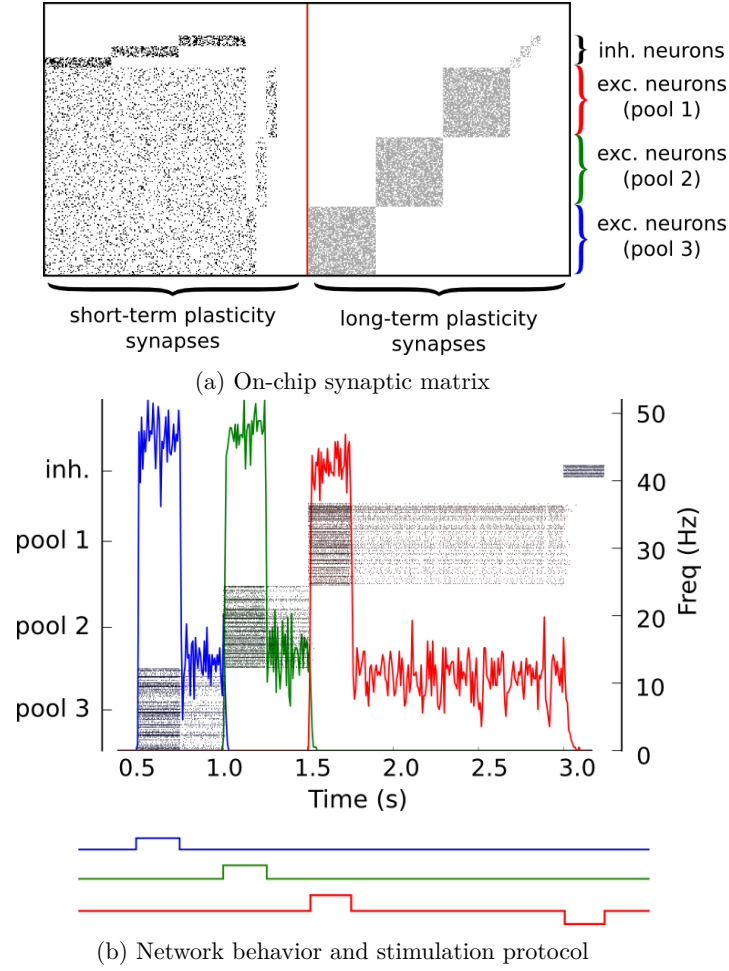 inh. neurons
exc. neurons
(pool 1)
exc. neurons
(pool 2)
exc. neurons
(pool 3)
short-term plasticity
synapses
long-term plasticity
synapses
(a) On-chip synaptic matrix
inh.
pool 1
pool 2
pool 3
50
40
30
20
10
0
Freq (Hz)
0.5 1.0 1.5 2.0 2.5 3.0
Time (s)
(b) Network behavior and stimulation protocol